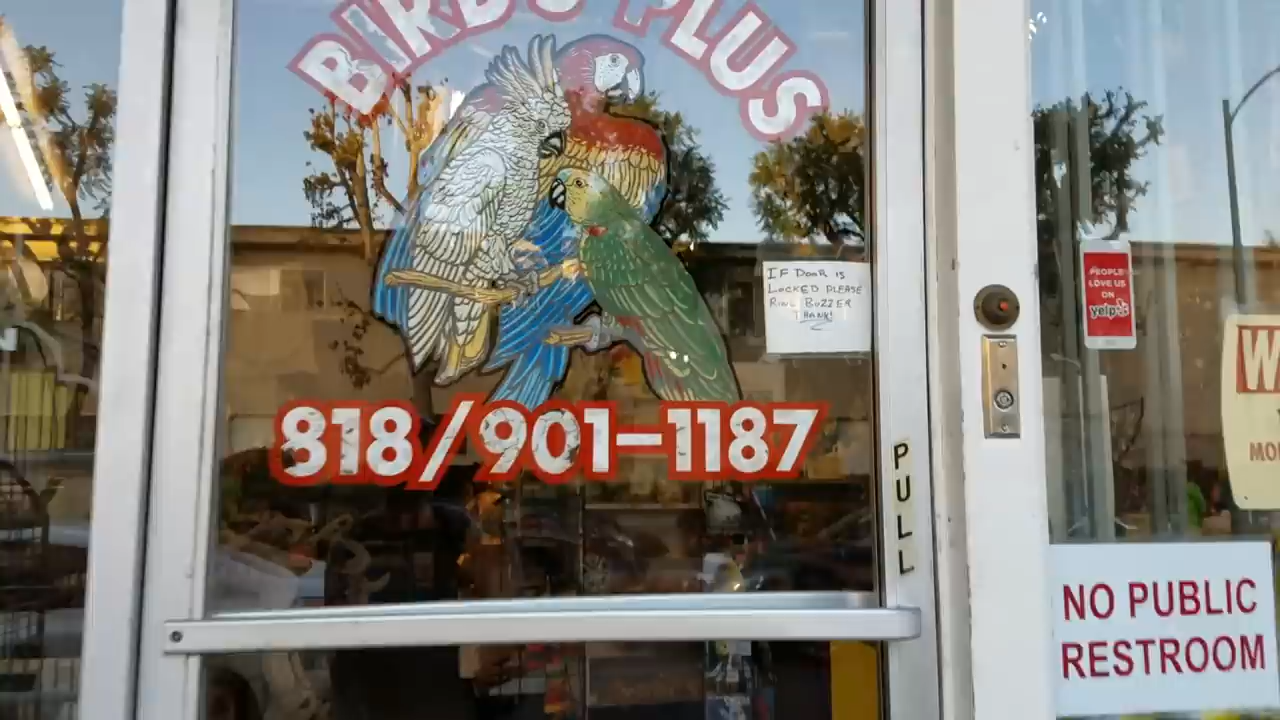 BIRDS PLUS
IF DOOR IS
LOCKED PLEASE
RING BUZZER
THANK!
818/901-1187
PULL
PEOPLE
LOVE US
ON
yelp
NO PUBLIC
RESTROOM